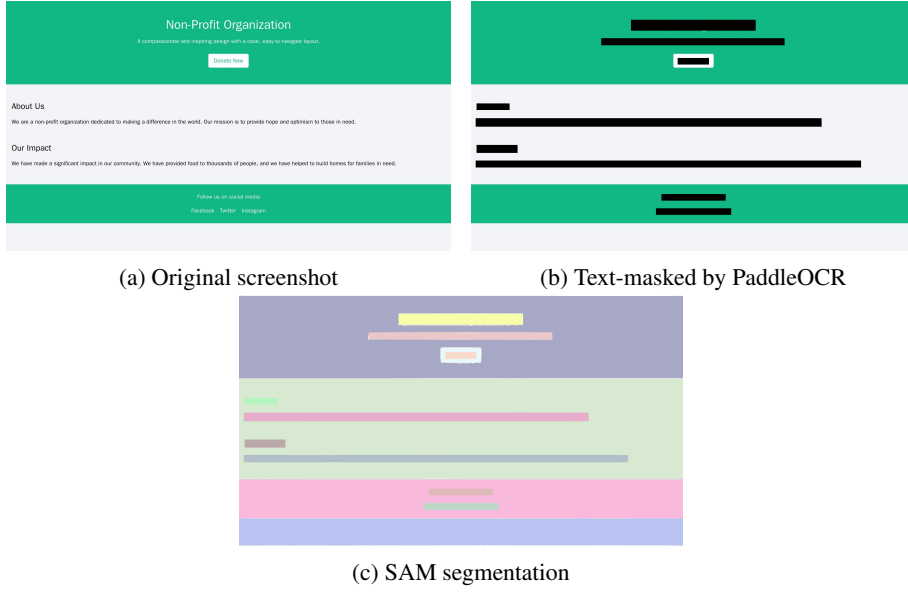 Non-Profit Organization
A compassionate and inspiring design with a clear, easy-to-navigate layout.
Donate Now
About Us
We are a non-profit organization dedicated to making a difference in the world. Our mission is to provide hope and optimism to those in need.
Our Impact
We have made a significant impact in our community. We have provided food to thousands of people, and we have helped to build homes for families in need.
Follow us on social media
Facebook Twitter Instagram
(a) Original screenshot
(b) Text-masked by PaddleOCR
(c) SAM segmentation